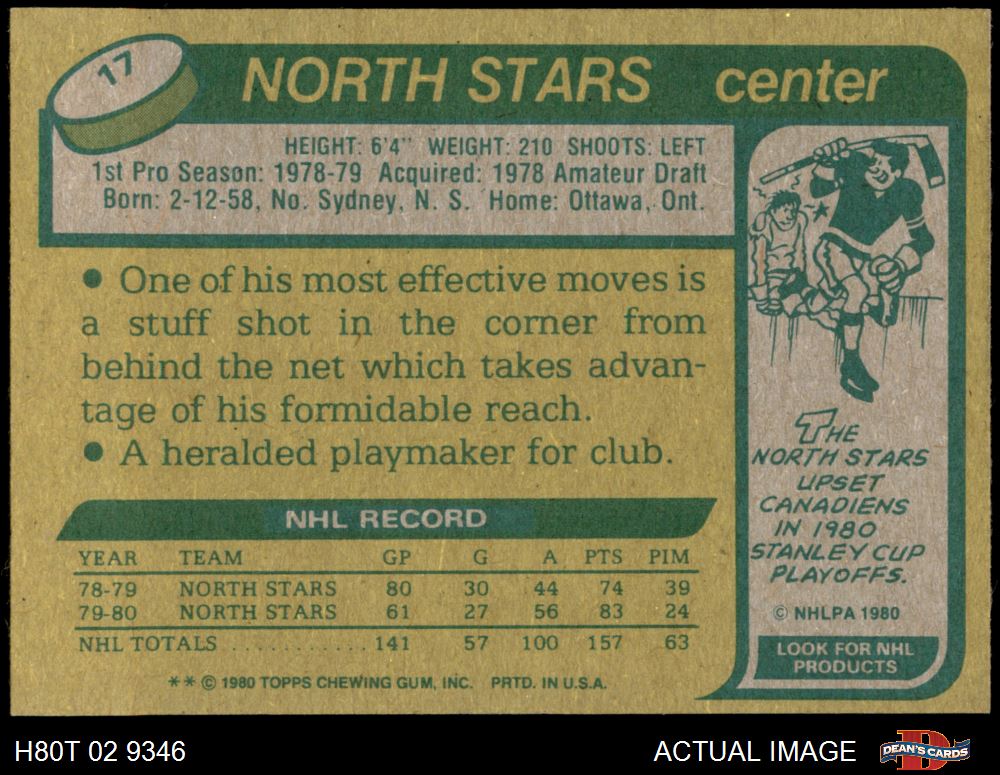 17
NORTH STARS center
HEIGHT: 6'4" WEIGHT: 210 SHOOTS: LEFT
1st Pro Season: 1978-79 Acquired: 1978 Amateur Draft
Born: 2-12-58, No. Sydney, N. S. Home: Ottawa, Ont.
● One of his most effective moves is
a stuff shot in the corner from
behind the net which takes advan-
tage of his formidable reach.
● A heralded playmaker for club.
THE
NORTH STARS
UPSET
CANADIENS
IN 1980
STANLEY CUP
PLAYOFFS.
© NHLPA 1980
LOOK FOR NHL
PRODUCTS
NHL RECORD
YEAR TEAM GP G A PTS PIM
78-79 NORTH STARS 80 30 44 74 39
79-80 NORTH STARS 61 27 56 83 24
NHL TOTALS ........... 141 57 100 157 63
** © 1980 TOPPS CHEWING GUM, INC. PRTD. IN U.S.A.
H80T 02 9346 ACTUAL IMAGE D DEAN'S CARDS